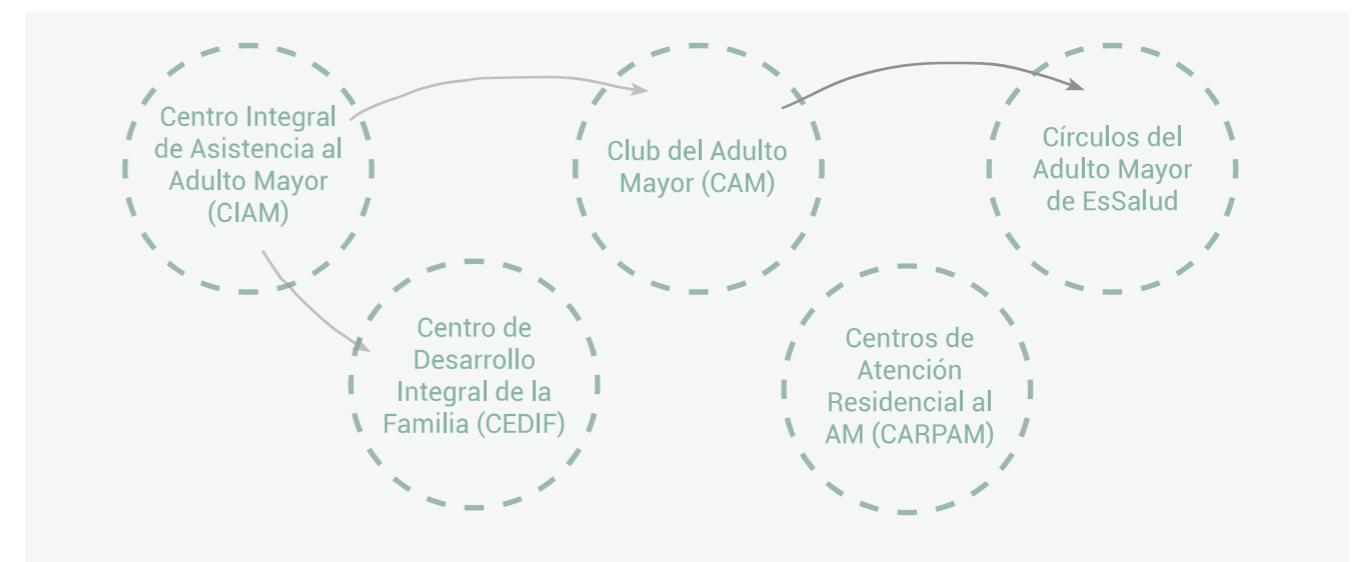 Centro Integral
de Asistencia al
Adulto Mayor
(CIAM)
Club del Adulto
Mayor (CAM)
Círculos del
Adulto Mayor
de EsSalud
Centro de
Desarrollo
Integral de la
Familia (CEDIF)
Centros de
Atención
Residencial al
AM (CARPAM)